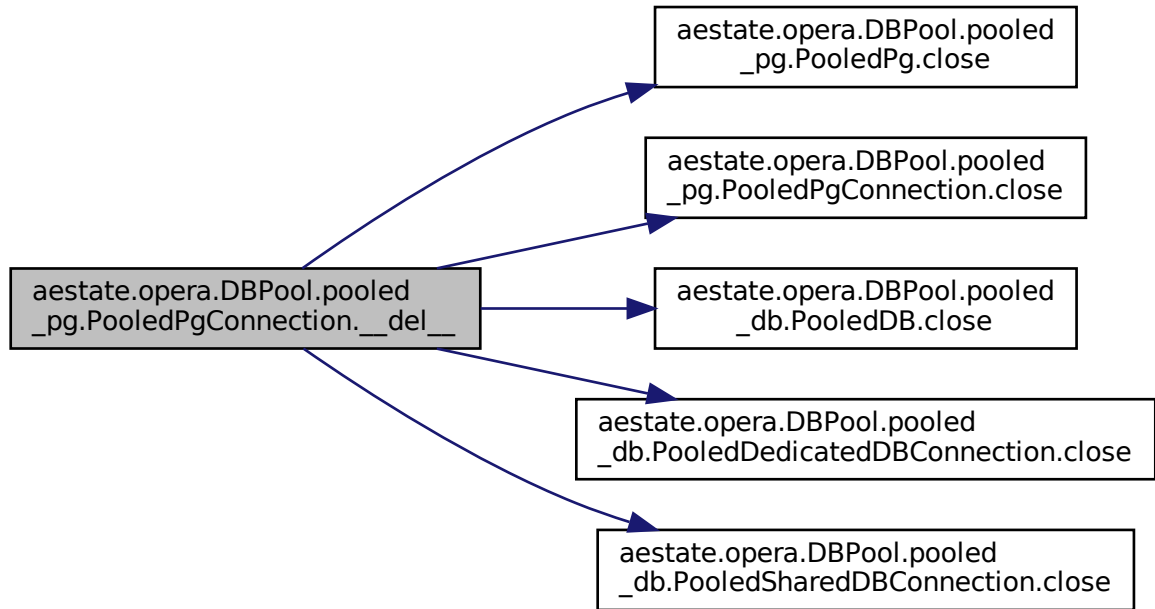 aestate.opera.DBPool.pooled
_pg.PooledPg.close
aestate.opera.DBPool.pooled
_pg.PooledPgConnection.close
aestate.opera.DBPool.pooled
_pg.PooledPgConnection.__del__
aestate.opera.DBPool.pooled
_db.PooledDB.close
aestate.opera.DBPool.pooled
_db.PooledDedicatedDBConnection.close
aestate.opera.DBPool.pooled
_db.PooledSharedDBConnection.close